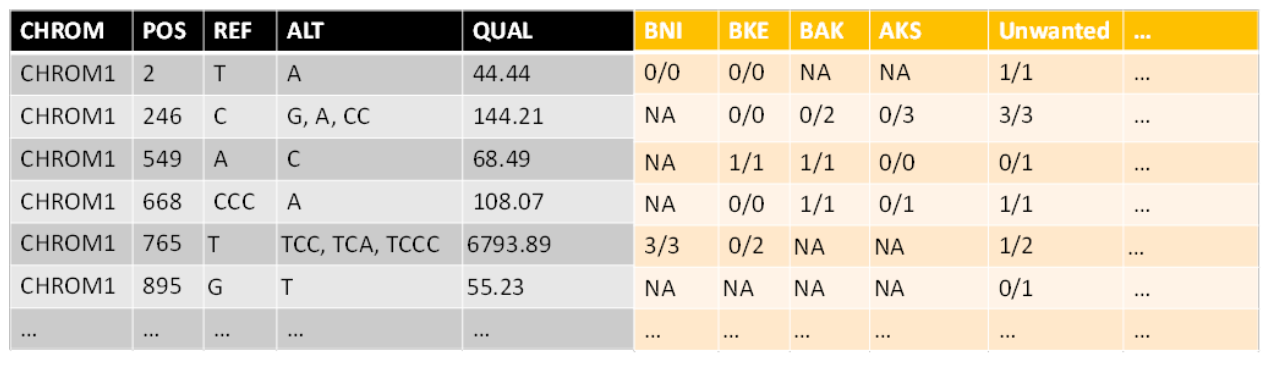 CHROM POS REF ALT QUAL BNI BKE BAK AKS Unwanted ...
CHROM1 2 T A 44.44 0/0 0/0 NA NA 1/1 ...
CHROM1 246 C G, A, CC 144.21 NA 0/0 0/2 0/3 3/3 ...
CHROM1 549 A C 68.49 NA 1/1 1/1 0/0 0/1 ...
CHROM1 668 CCC A 108.07 NA 0/0 1/1 0/1 1/1 ...
CHROM1 765 T TCC, TCA, TCCC 6793.89 3/3 0/2 NA NA 1/2 ...
CHROM1 895 G T 55.23 NA NA NA NA 0/1 ...
... ... ... ... ... ... ... ... ... ... ...